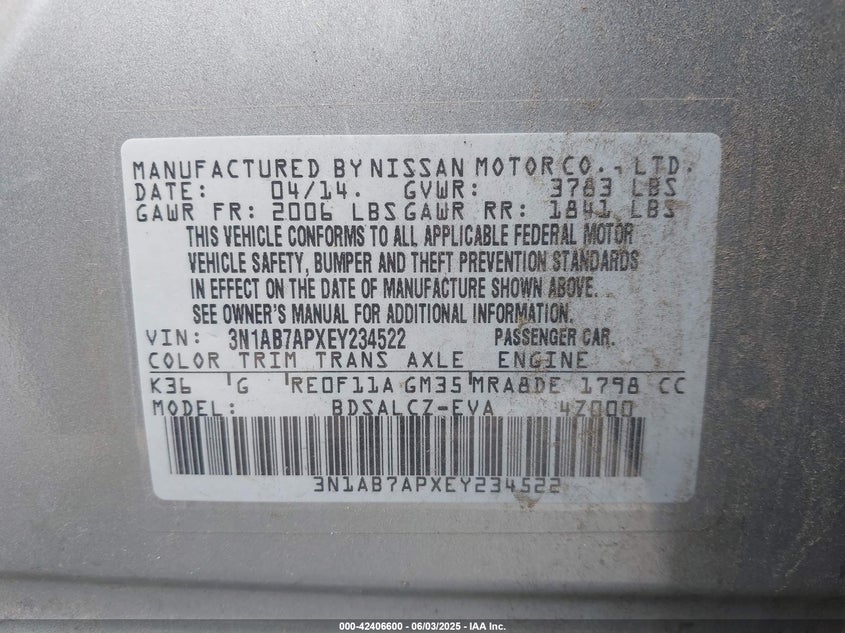 MANUFACTURED BY NISSAN MOTOR CO., LTD.
DATE: 04/14. GVWR: 3783 LBS
GAWR FR: 2006 LBS GAWR RR: 1841 LBS
THIS VEHICLE CONFORMS TO ALL APPLICABLE FEDERAL MOTOR
VEHICLE SAFETY, BUMPER AND THEFT PREVENTION STANDARDS
IN EFFECT ON THE DATE OF MANUFACTURE SHOWN ABOVE.
SEE OWNER'S MANUAL FOR ADDITIONAL INFORMATION.
VIN: 3N1AB7APXEY234522 PASSENGER CAR.
COLOR TRIM TRANS AXLE ENGINE
K36 G RE0F11A GM35 MRA8DE 1798 CC
MODEL: BDSALCZ-EVA 4Z000
3N1AB7APXEY234522
000-42406600 | 06/03/2025 | IAA Inc.